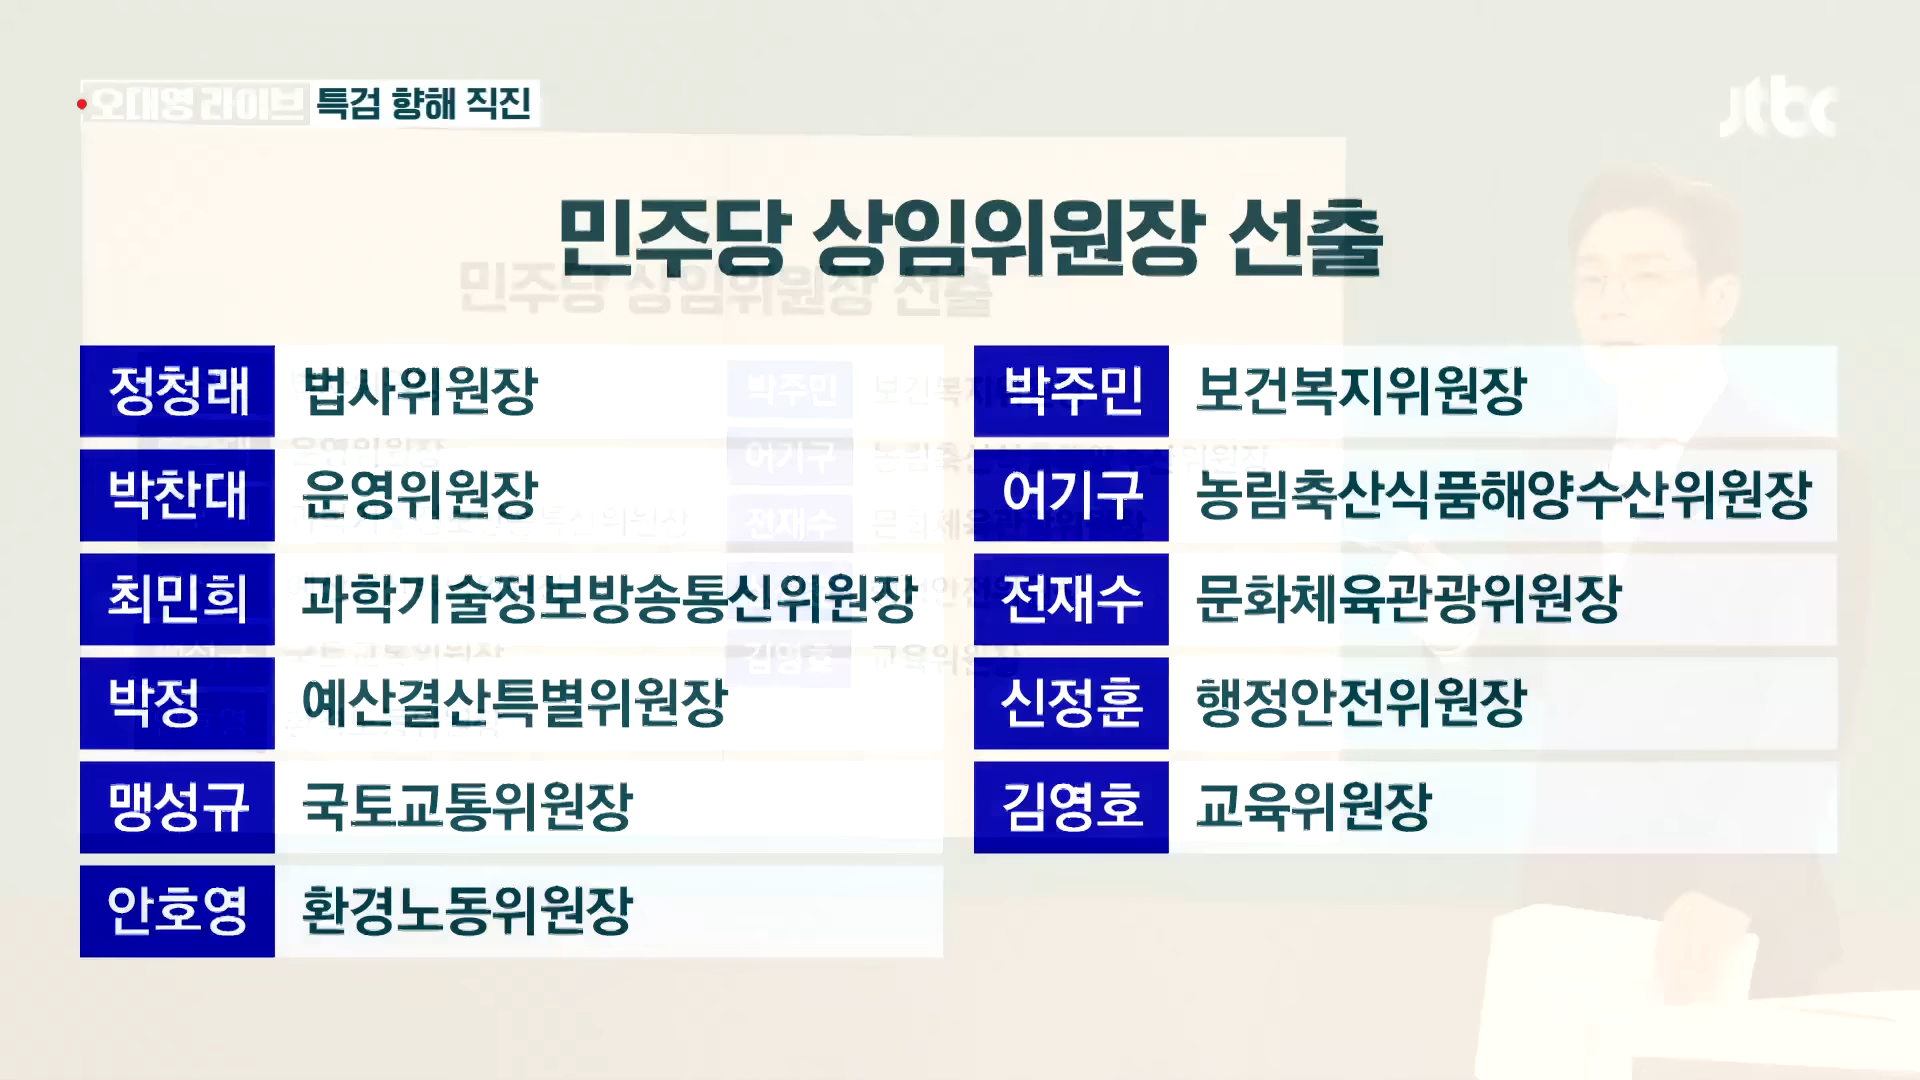 오대영 라이브 특검 향해 직진
jtbc
민주당 상임위원장 선출
정청래 법사위원장
박찬대 운영위원장
최민희 과학기술정보방송통신위원장
박정 예산결산특별위원장
맹성규 국토교통위원장
안호영 환경노동위원장
박주민 보건복지위원장
어기구 농림축산식품해양수산위원장
전재수 문화체육관광위원장
신정훈 행정안전위원장
김영호 교육위원장